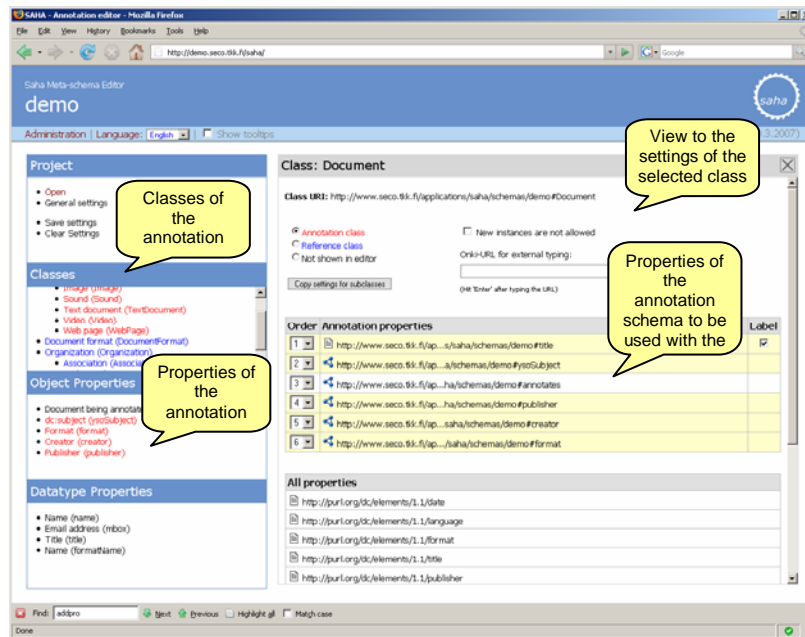 SAHA - Annotation editor - Mozilla Firefox
File Edit View History Bookmarks Tools Help
http://demo.seco.tkk.fi/saha/
Google
Saha Meta-schema Editor
demo
saha
Administration | Language: English | Show tooltips
.3.2007)
Project
Open
General settings
Save settings
Clear Settings
Classes of
the
annotation
Classes
Image (Image)
Sound (Sound)
Text document (TextDocument)
Video (Video)
Web page (WebPage)
Document format (DocumentFormat)
Organization (Organization)
Association (Associat
Object Properties
Document being annotate
dc:subject (ysoSubject)
Format (format)
Creator (creator)
Publisher (publisher)
Properties of
the
annotation
Datatype Properties
Name (name)
Email address (mbox)
Title (title)
Name (formatName)
Class: Document
View to the
settings of the
selected class
Class URI: http://www.seco.tkk.fi/applications/saha/schemas/demo#Document
Annotation class
Reference class
Not shown in editor
Copy settings for subclasses
New instances are not allowed
Onki-URL for external typing:
(Hit 'Enter' after typing the URL)
Properties of
the
annotation
schema to be
used with the
Order Annotation properties Label
1 http://www.seco.tkk.fi/ap...s/saha/schemas/demo#title
2 http://www.seco.tkk.fi/ap...a/schemas/demo#ysoSubject
3 http://www.seco.tkk.fi/ap...ha/schemas/demo#annotates
4 http://www.seco.tkk.fi/ap...ha/schemas/demo#publisher
5 http://www.seco.tkk.fi/ap...saha/schemas/demo#creator
6 http://www.seco.tkk.fi/ap.../saha/schemas/demo#format
All properties
http://purl.org/dc/elements/1.1/date
http://purl.org/dc/elements/1.1/language
http://purl.org/dc/elements/1.1/format
http://purl.org/dc/elements/1.1/title
http://purl.org/dc/elements/1.1/publisher
Find: addpro Next Previous Highlight all Match case
Done